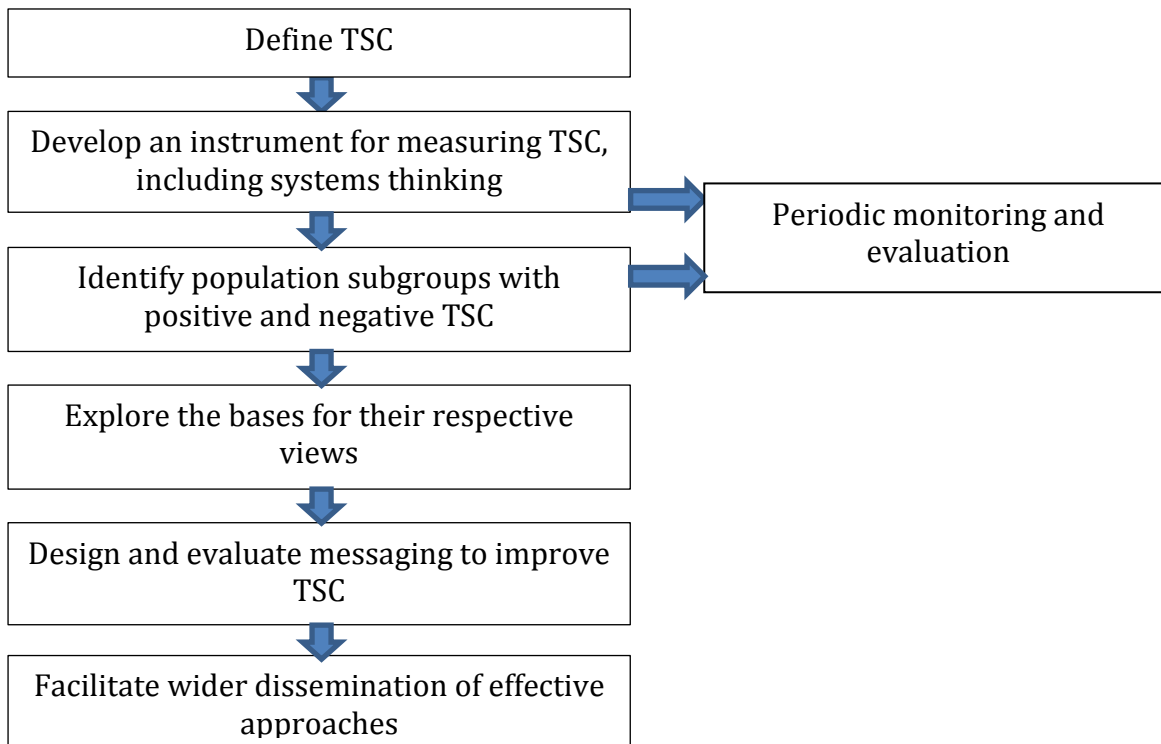 Define TSC
Develop an instrument for measuring TSC,
including systems thinking
Periodic monitoring and
evaluation
Identify population subgroups with
positive and negative TSC
Explore the bases for their respective
views
Design and evaluate messaging to improve
TSC
Facilitate wider dissemination of effective
approaches